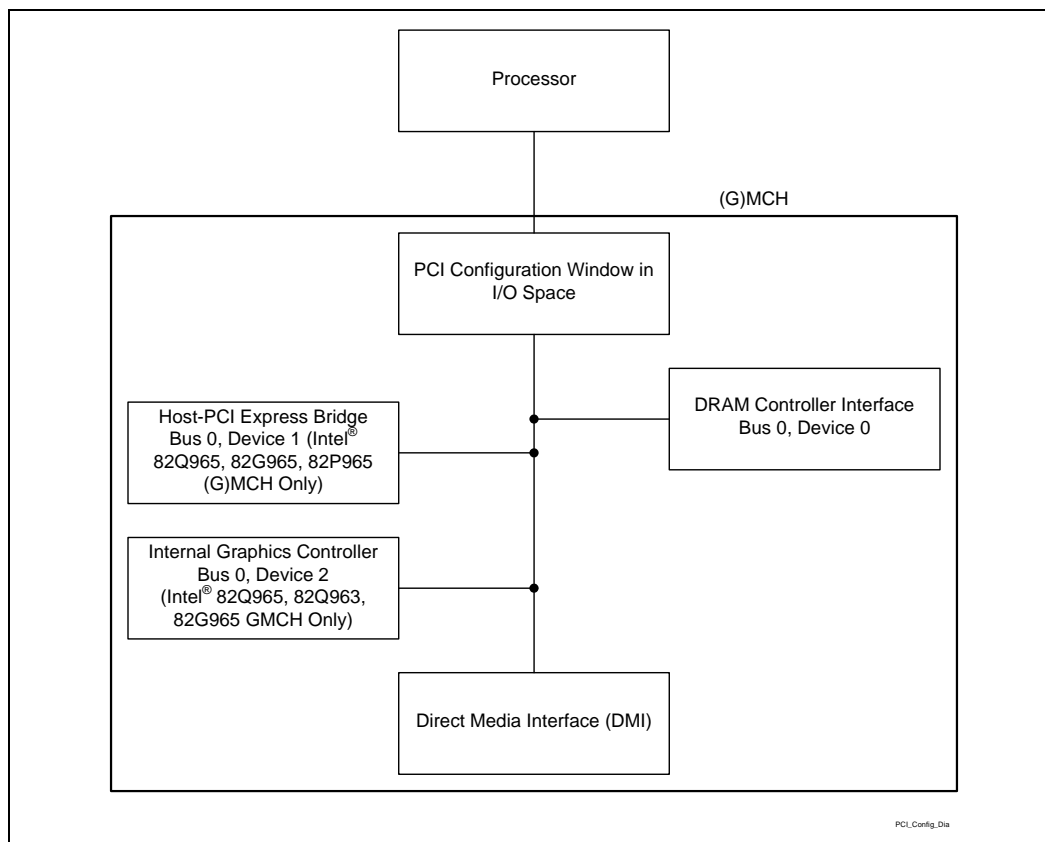 Processor
(G)MCH
PCI Configuration Window in
I/O Space
DRAM Controller Interface
Bus 0, Device 0
Host-PCI Express Bridge
Bus 0, Device 1 (Intel®
82Q965, 82G965, 82P965
(G)MCH Only)
Internal Graphics Controller
Bus 0, Device 2
(Intel® 82Q965, 82Q963,
82G965 GMCH Only)
Direct Media Interface (DMI)
PCI_Config_Dia